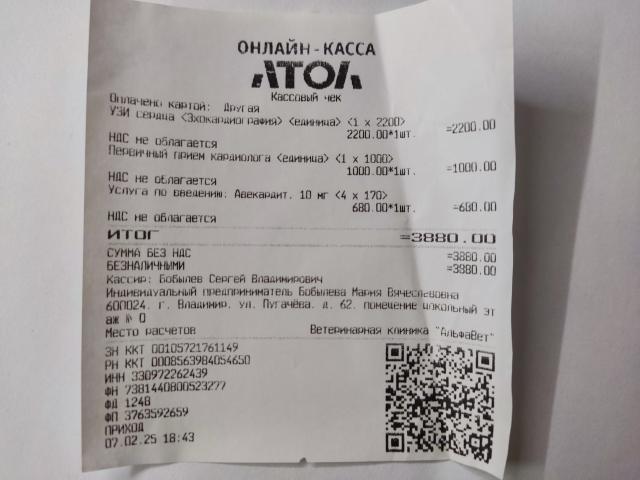 ОНЛАЙН-КАССА
АТОЛ
Кассовый чек
Оплачено картой: Другая
УЗИ сердца <Эхокардиография> <единица> <1 x 2200>
2200.00*1шт. =2200.00
НДС не облагается
Первичный прием кардиолога <единица> <1 x 1000>
1000.00*1шт. =1000.00
НДС не облагается
Услуга по введению: Авекардит. 10 мг <4 x 170>
680.00*1шт. =680.00
НДС не облагается
ИТОГ =3880.00
СУММА БЕЗ НДС =3880.00
БЕЗНАЛИЧНЫМИ =3880.00
Кассир: Бобылев Сергей Владимирович
Индивидуальный предприниматель Бобылева Мария Вячеслевовна
600024. г. Владимир. ул. Пугачёва. д. 62. помещение цокольный эт
аж № 0
Место расчетов Ветеринарная клиника "АльфаВет"
ЗН ККТ 00105721761149
РН ККТ 0008563984054650
ИНН 330972262439
ФН 7381440800523277
ФД 1248
ФП 3763592659
ПРИХОД
07.02.25 18:43